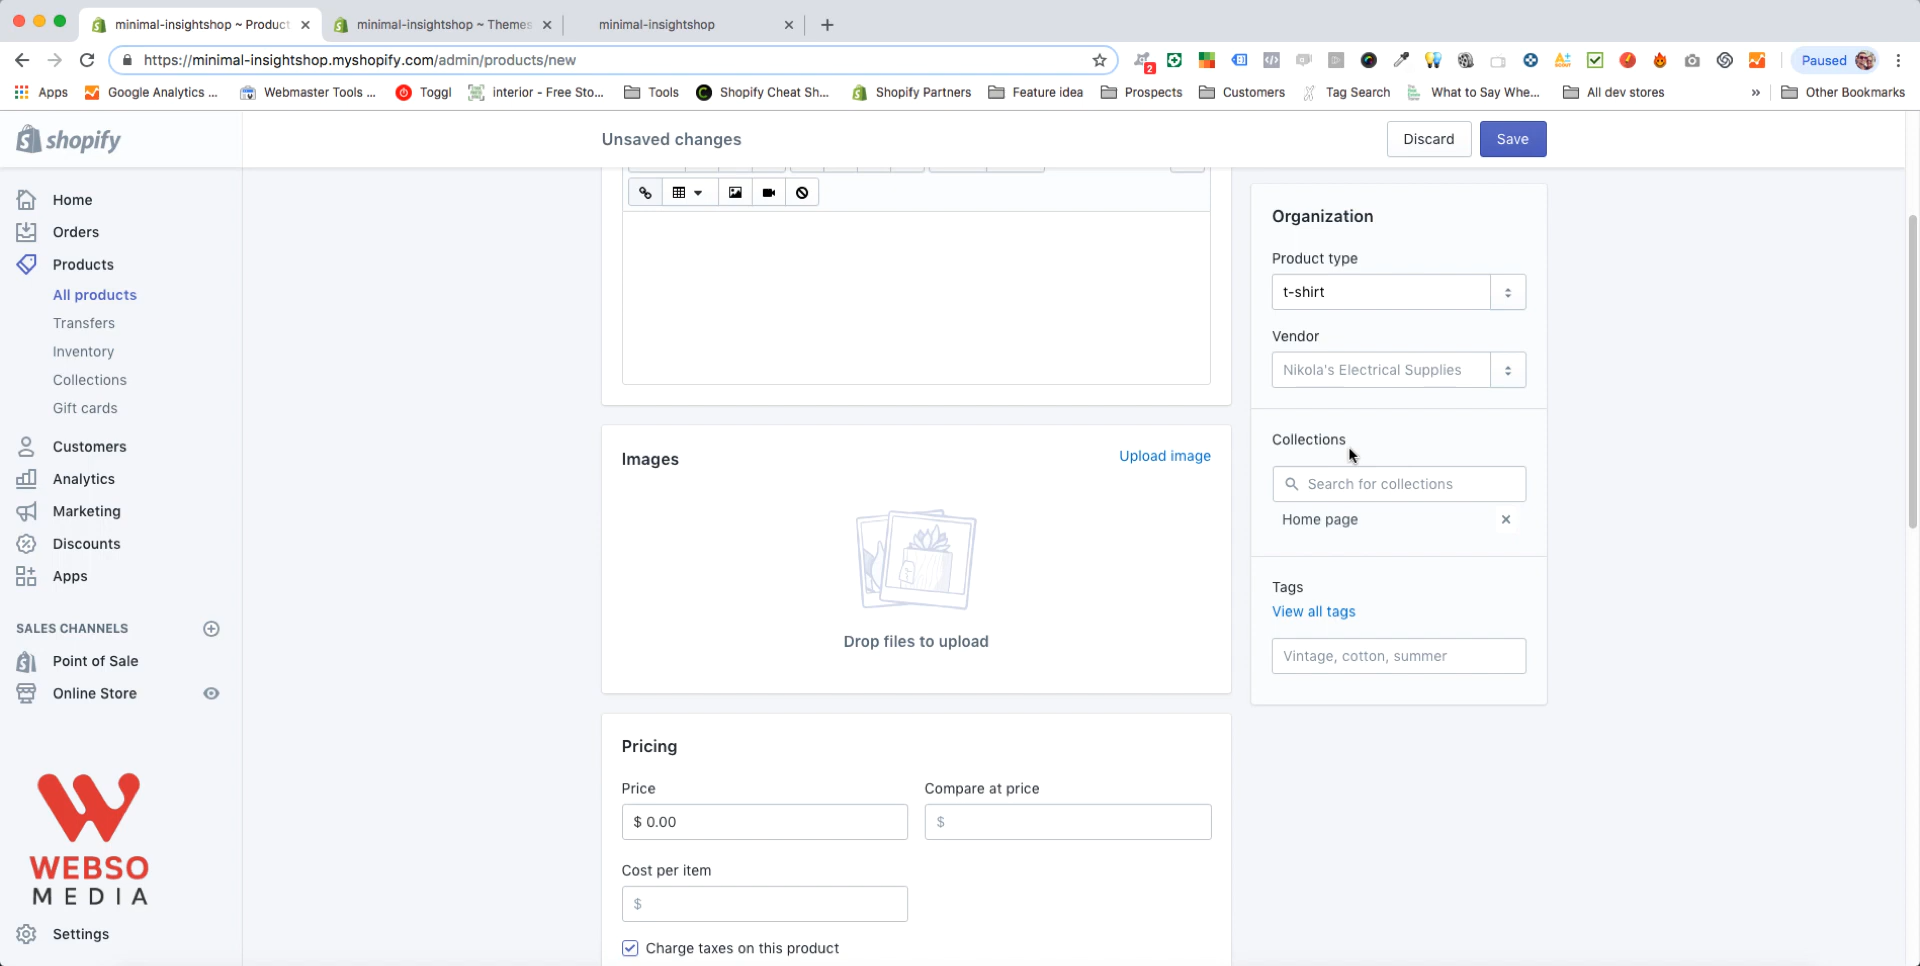 minimal-insightshop ~ Product
minimal-insightshop ~ Themes
minimal-insightshop
https://minimal-insightshop.myshopify.com/admin/products/new
2
Paused
Apps
Google Analytics ...
Webmaster Tools ...
Toggl
interior - Free Sto...
Tools
Shopify Cheat Sh...
Shopify Partners
Feature idea
Prospects
Customers
Tag Search
What to Say Whe...
All dev stores
»
Other Bookmarks
shopify
Unsaved changes
Discard
Save
Home
Orders
Products
All products
Transfers
Inventory
Collections
Gift cards
Customers
Analytics
Marketing
Discounts
Apps
SALES CHANNELS
Point of Sale
Online Store
WEBSO
MEDIA
Settings
Images
Upload image
Drop files to upload
Pricing
Price
Compare at price
$ 0.00
$
Cost per item
$
Charge taxes on this product
Organization
Product type
t-shirt
Vendor
Nikola's Electrical Supplies
Collections
Search for collections
Home page
Tags
View all tags
Vintage, cotton, summer